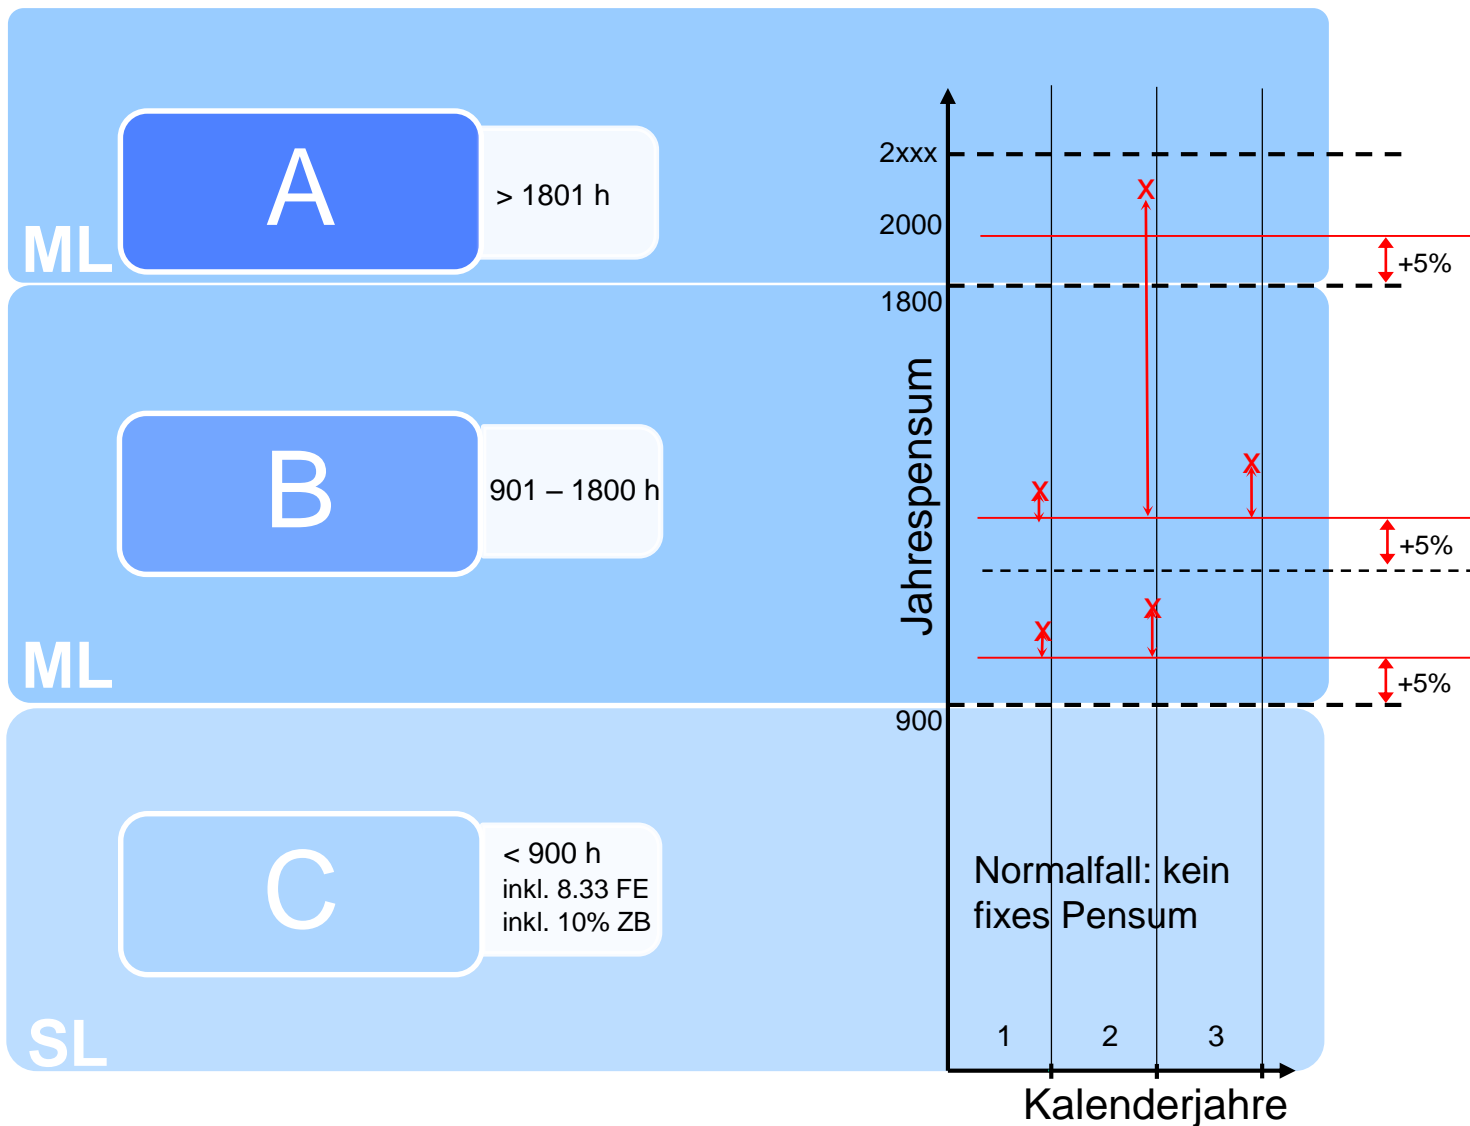 A
> 1801 h
ML
B
901 – 1800 h
ML
C
< 900 h
inkl. 8.33 FE
inkl. 10% ZB
SL
2xxx
2000
1800
900
Jahrespensum
X
X
X
X
X
+5%
+5%
+5%
Normalfall: kein
fixes Pensum
1 2 3
Kalenderjahre